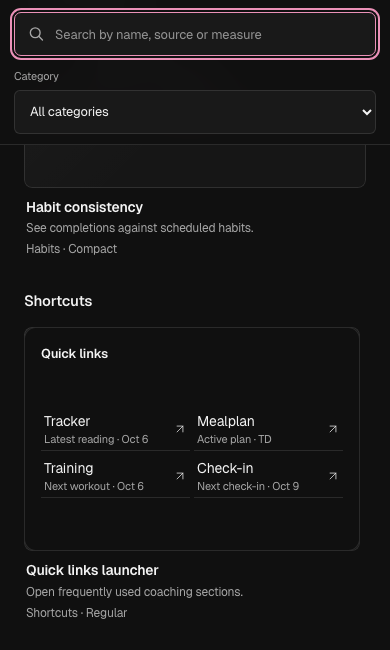 Search by name, source or measure
Category
All categories
Habit consistency
See completions against scheduled habits.
Habits · Compact
Shortcuts
Quick links
Tracker
Latest reading · Oct 6
Mealplan
Active plan · TD
Training
Next workout · Oct 6
Check-in
Next check-in · Oct 9
Quick links launcher
Open frequently used coaching sections.
Shortcuts · Regular